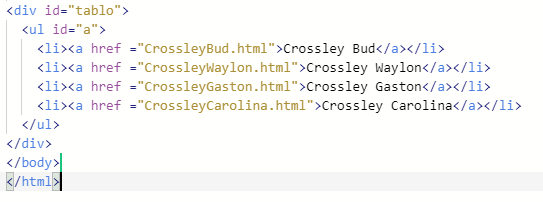 <div id="tablo">
<ul id="a">
<li><a href ="CrossleyBud.html">Crossley Bud</a></li>
<li><a href ="CrossleyWaylon.html">Crossley Waylon</a></li>
<li><a href ="CrossleyGaston.html">Crossley Gaston</a></li>
<li><a href ="CrossleyCarolina.html">Crossley Carolina</a></li>
</ul>
</div>
</body>
</html>